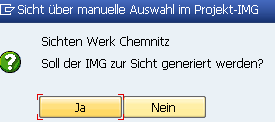 Sicht über manuelle Auswahl im Projekt-IMG
Sichten Werk Chemnitz
Soll der IMG zur Sicht generiert werden?
Ja Nein